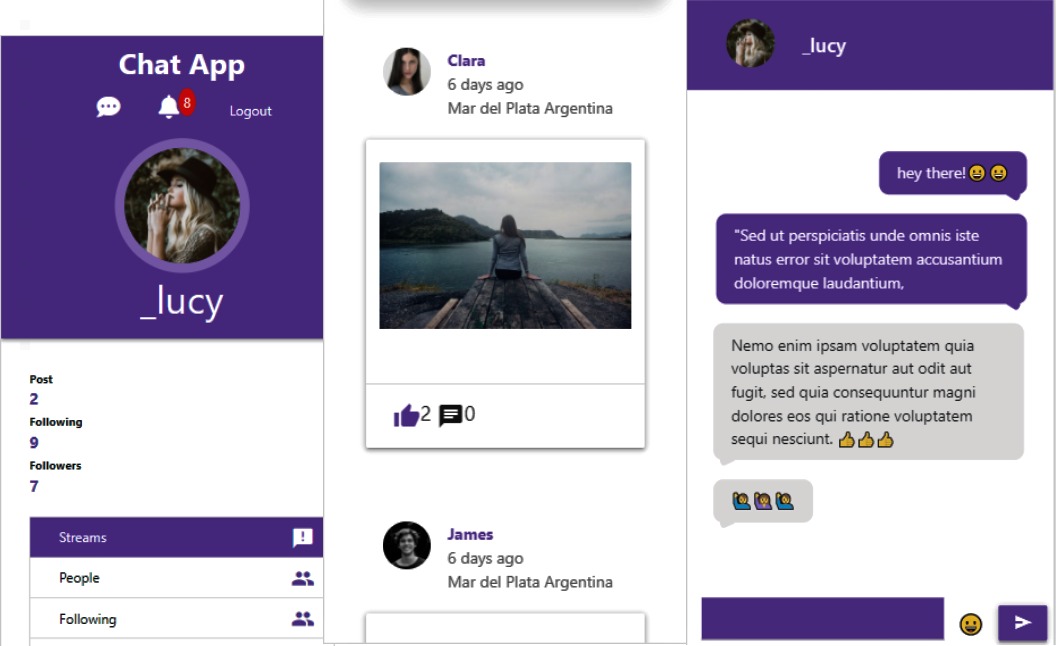 Chat App
8
Logout
_lucy
Post
2
Following
9
Followers
7
Streams
People
Following
Clara
6 days ago
Mar del Plata Argentina
2 0
James
6 days ago
Mar del Plata Argentina
_lucy
hey there!😀😀
"Sed ut perspiciatis unde omnis iste
natus error sit voluptatem accusantium
doloremque laudantium,
Nemo enim ipsam voluptatem quia
voluptas sit aspernatur aut odit aut
fugit, sed quia consequuntur magni
dolores eos qui ratione voluptatem
sequi nesciunt. 👍👍👍